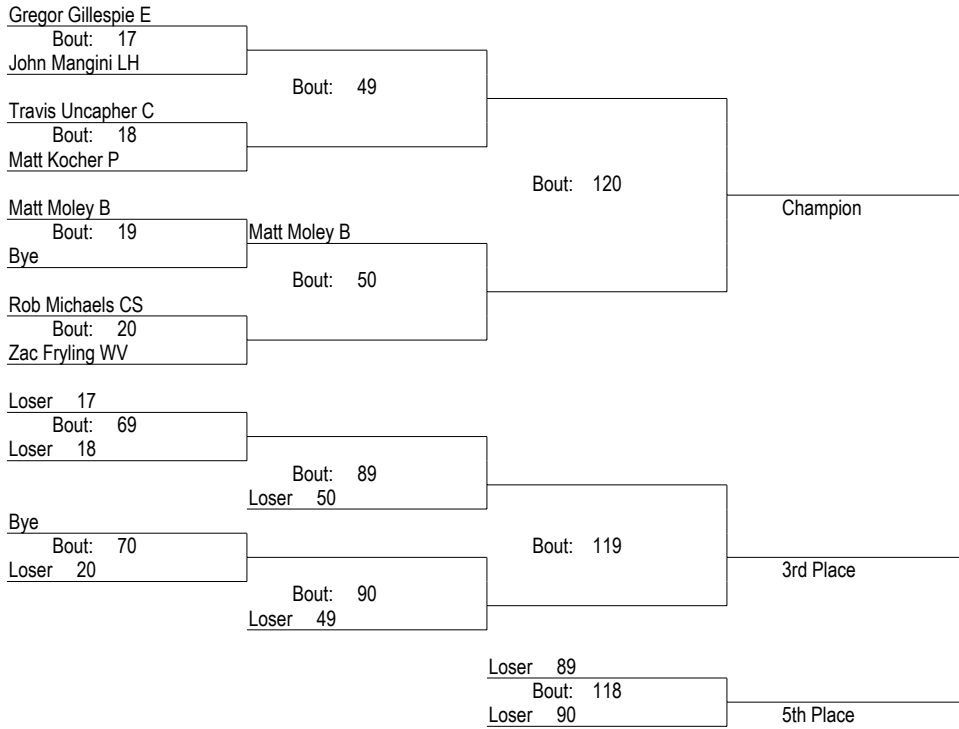 Gregor Gillespie E
Bout: 17
John Mangini LH
Bout: 49
Travis Uncapher C
Bout: 18
Matt Kocher P
Bout: 120
Champion
Matt Moley B
Bout: 19
Matt Moley B
Bye
Bout: 50
Rob Michaels CS
Bout: 20
Zac Fryling WV
Loser 17
Bout: 69
Loser 18
Bout: 89
Loser 50
Bye
Bout: 70
Bout: 119
Loser 20
3rd Place
Bout: 90
Loser 49
Loser 89
Bout: 118
Loser 90
5th Place